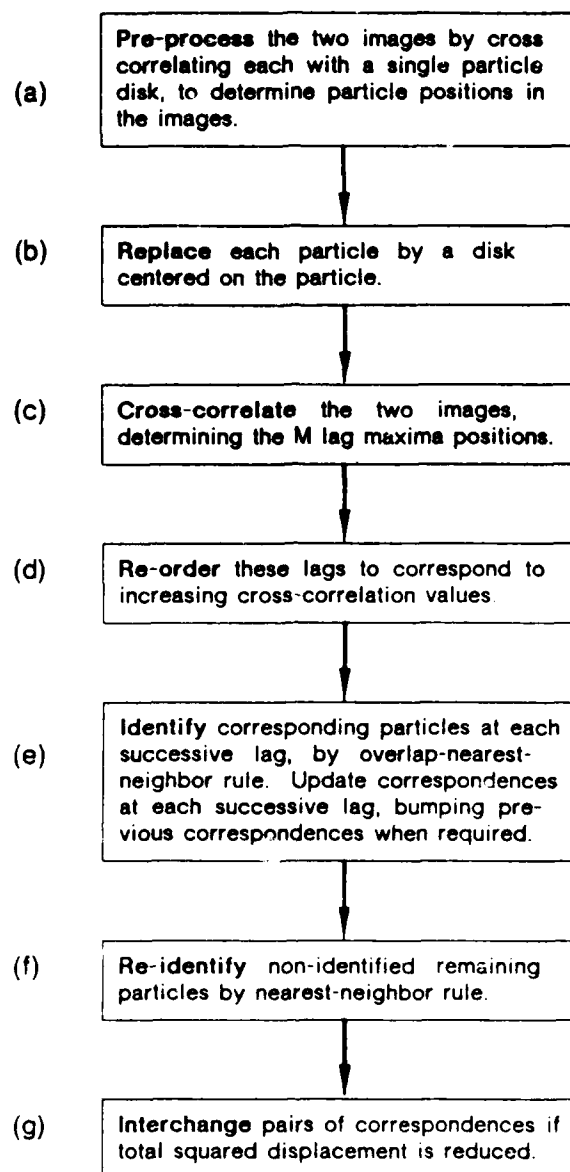 (a)
Pre-process the two images by cross
correlating each with a single particle
disk, to determine particle positions in
the images.
(b)
Replace each particle by a disk
centered on the particle.
(c)
Cross-correlate the two images,
determining the M lag maxima positions.
(d)
Re-order these lags to correspond to
increasing cross-correlation values.
(e)
Identify corresponding particles at each
successive lag, by overlap-nearest-
neighbor rule. Update correspondences
at each successive lag, bumping pre-
vious correspondences when required.
(f)
Re-identify non-identified remaining
particles by nearest-neighbor rule.
(g)
Interchange pairs of correspondences if
total squared displacement is reduced.